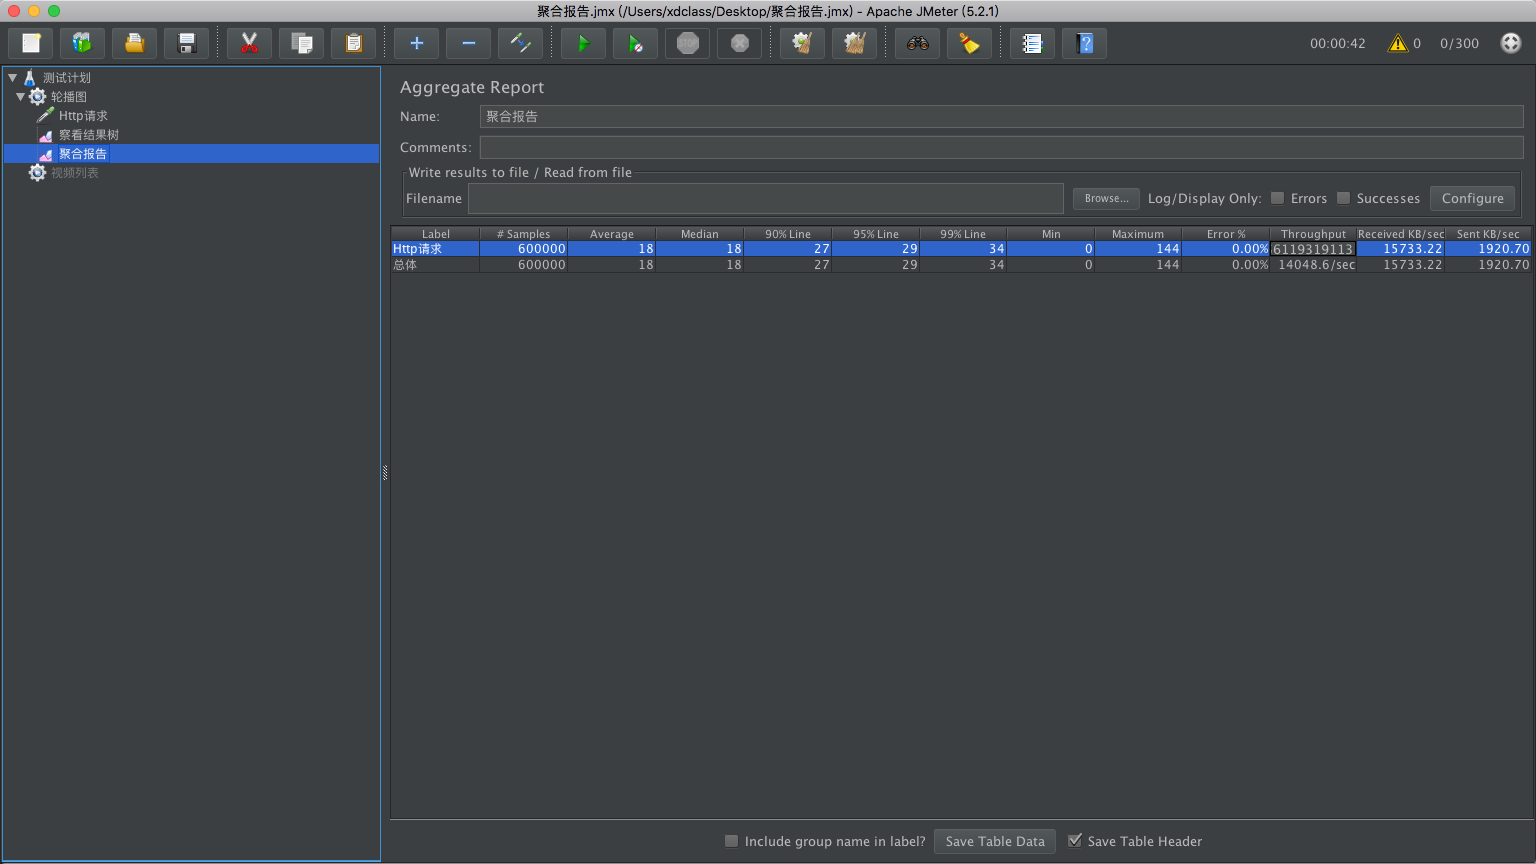 聚合报告.jmx (/Users/xdclass/Desktop/聚合报告.jmx) - Apache JMeter (5.2.1)
STOP 00:00:42 0 0/300
测试计划
轮播图
Http请求
察看结果树
聚合报告
视频列表
Aggregate Report
Name: 聚合报告
Comments:
Write results to file / Read from file
Filename Browse... Log/Display Only: Errors Successes Configure
Label # Samples Average Median 90% Line 95% Line 99% Line Min Maximum Error % Throughput Received KB/sec Sent KB/sec
Http请求 600000 18 18 27 29 34 0 144 0.00% 6119319113 15733.22 1920.70
总体 600000 18 18 27 29 34 0 144 0.00% 14048.6/sec 15733.22 1920.70
Include group name in label? Save Table Data Save Table Header